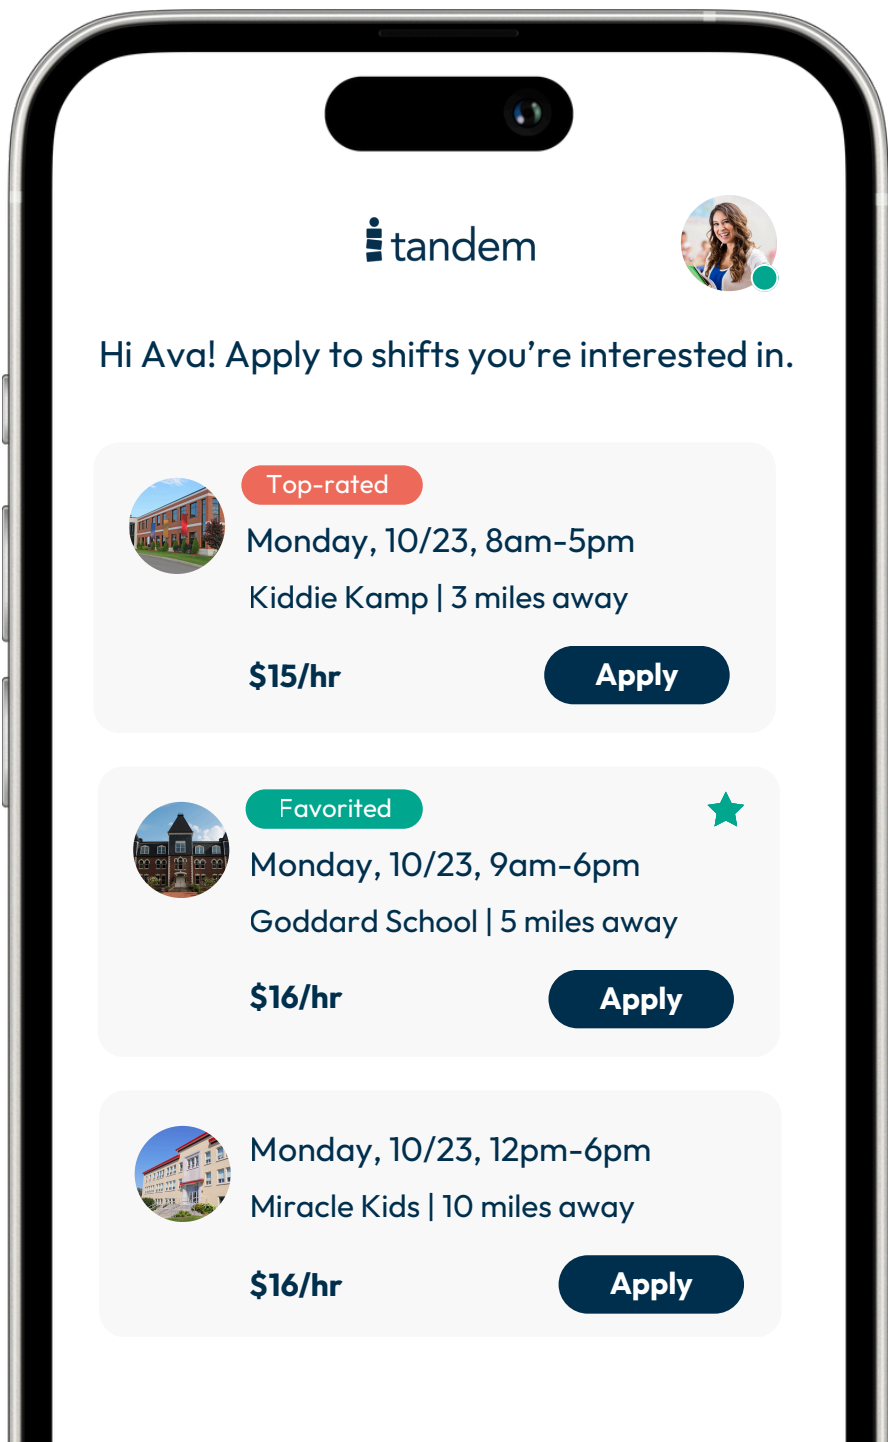 tandem
Hi Ava! Apply to shifts you’re interested in.
Top-rated
Monday, 10/23, 8am-5pm
Kiddie Kamp | 3 miles away
$15/hr
Apply
Favorited
Monday, 10/23, 9am-6pm
Goddard School | 5 miles away
$16/hr
Apply
Monday, 10/23, 12pm-6pm
Miracle Kids | 10 miles away
$16/hr
Apply